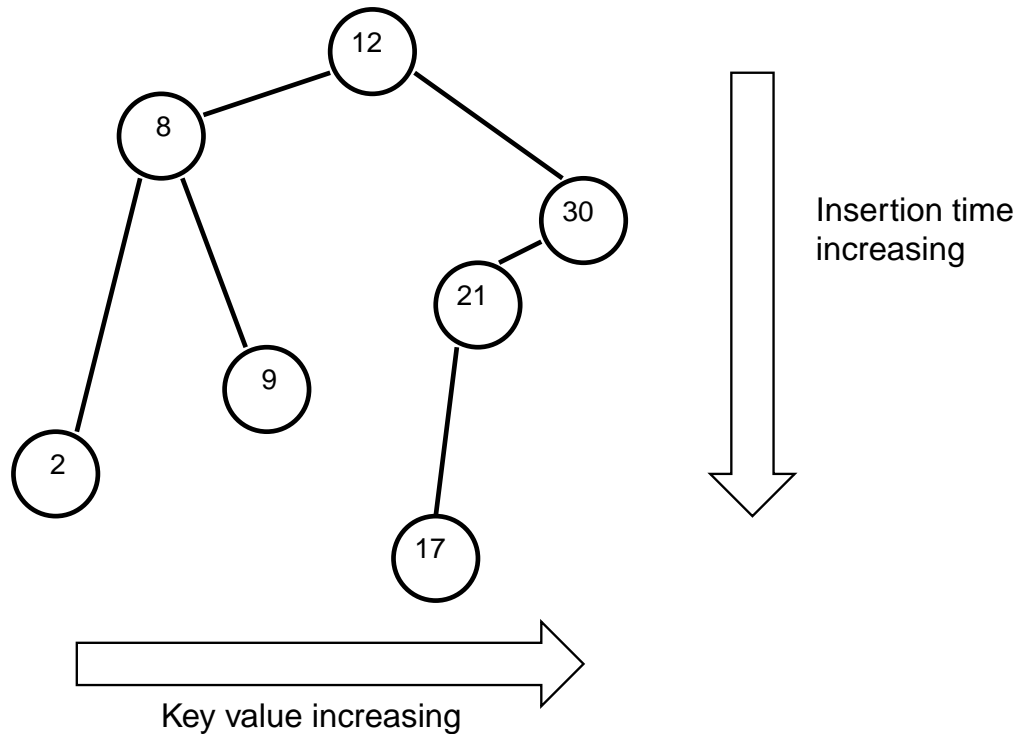 12
8
30
Insertion time
increasing
21
9
2
17
Key value increasing